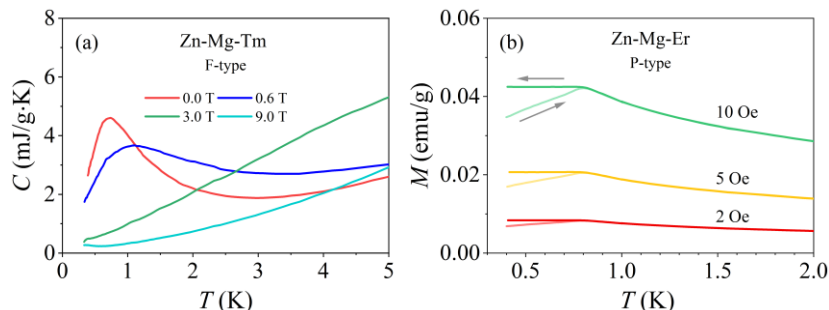 (a)
Zn-Mg-Tm
F-type
0.0 T
0.6 T
3.0 T
9.0 T
C (mJ/g·K)
8
6
4
2
0
0
1
2
3
4
5
T (K)
(b)
Zn-Mg-Er
P-type
10 Oe
5 Oe
2 Oe
M (emu/g)
0.06
0.04
0.02
0.00
0.5
1.0
1.5
2.0
T (K)